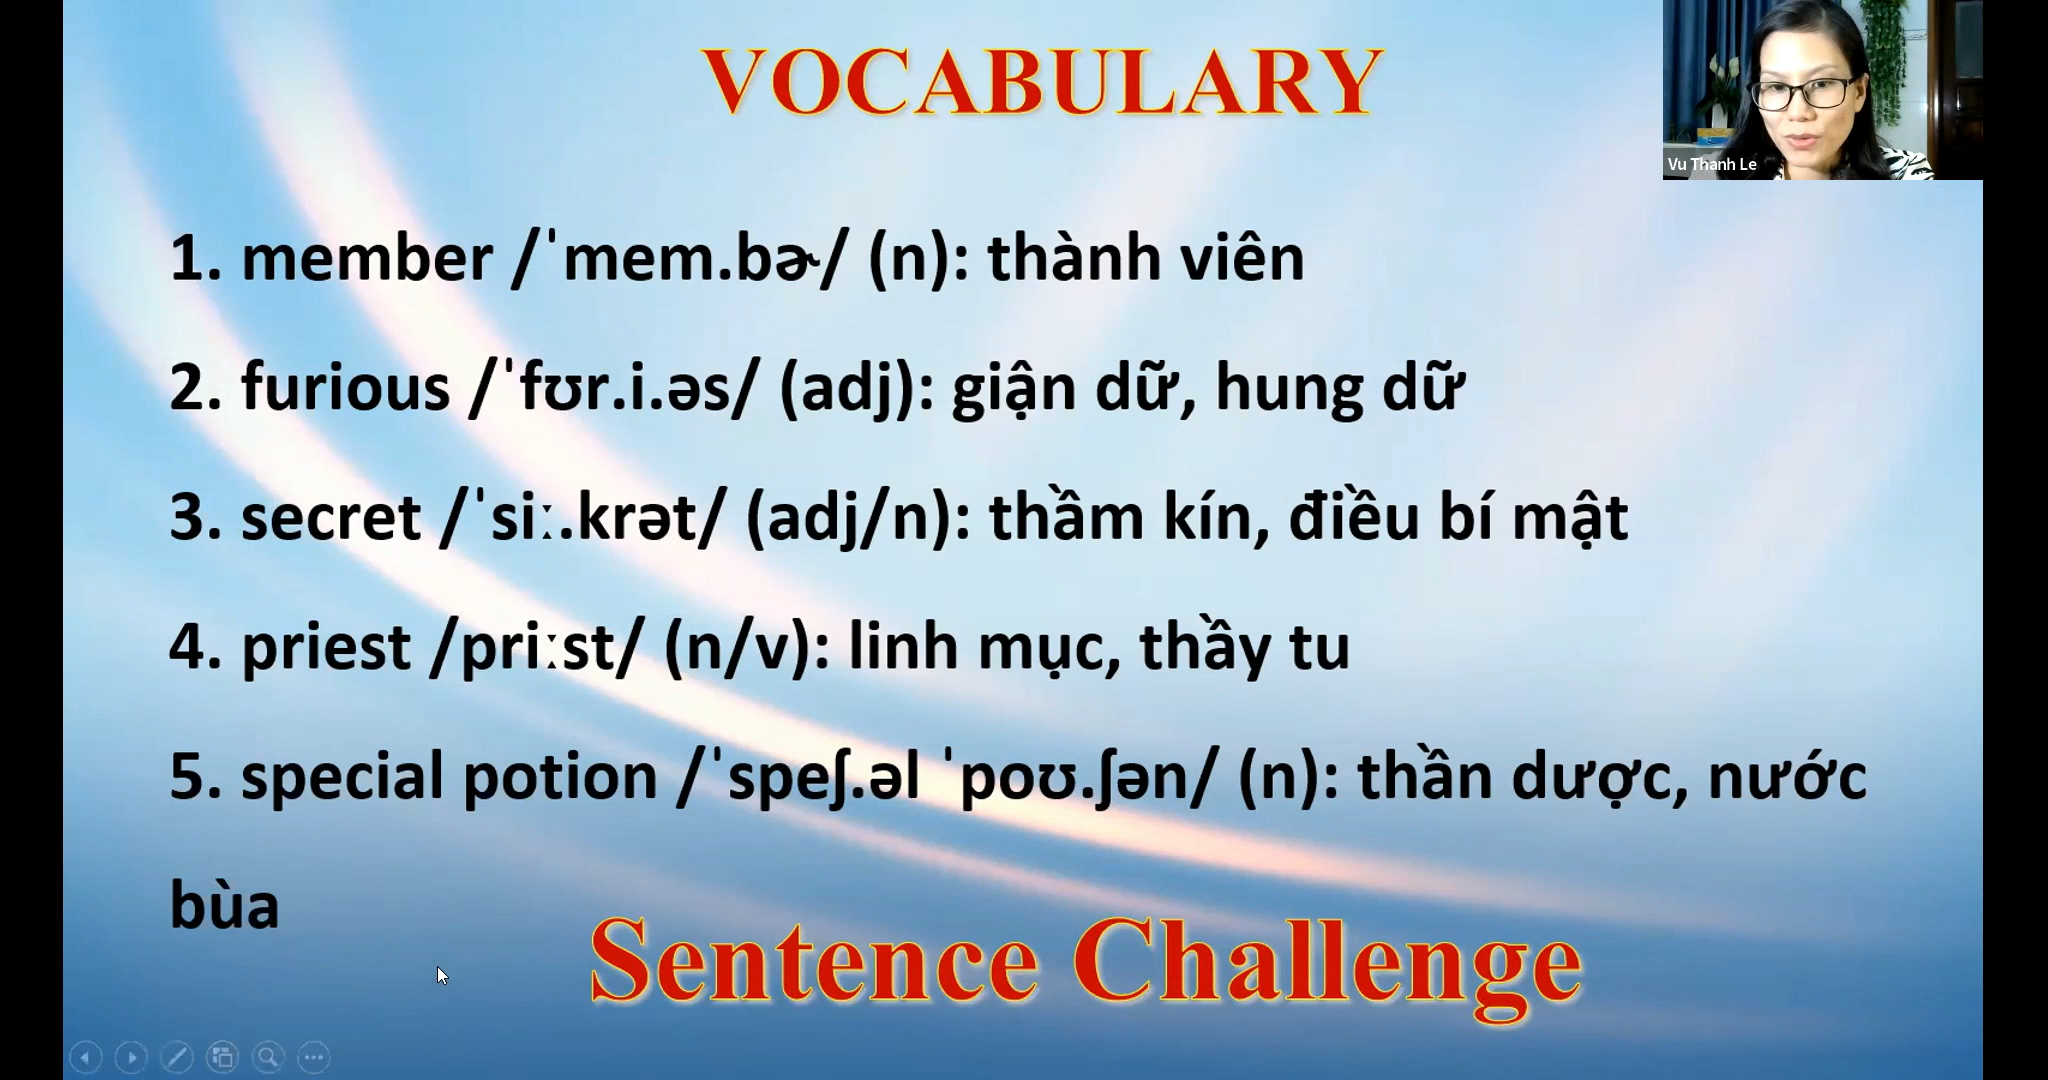 VOCABULARY
Vu Thanh Le
1. member /ˈmem.bɚ/ (n): thành viên
2. furious /ˈfʊr.i.əs/ (adj): giận dữ, hung dữ
3. secret /ˈsiː.krət/ (adj/n): thầm kín, điều bí mật
4. priest /priːst/ (n/v): linh mục, thầy tu
5. special potion /ˈspeʃ.əl ˈpoʊ.ʃən/ (n): thần dược, nước
bùa
Sentence Challenge